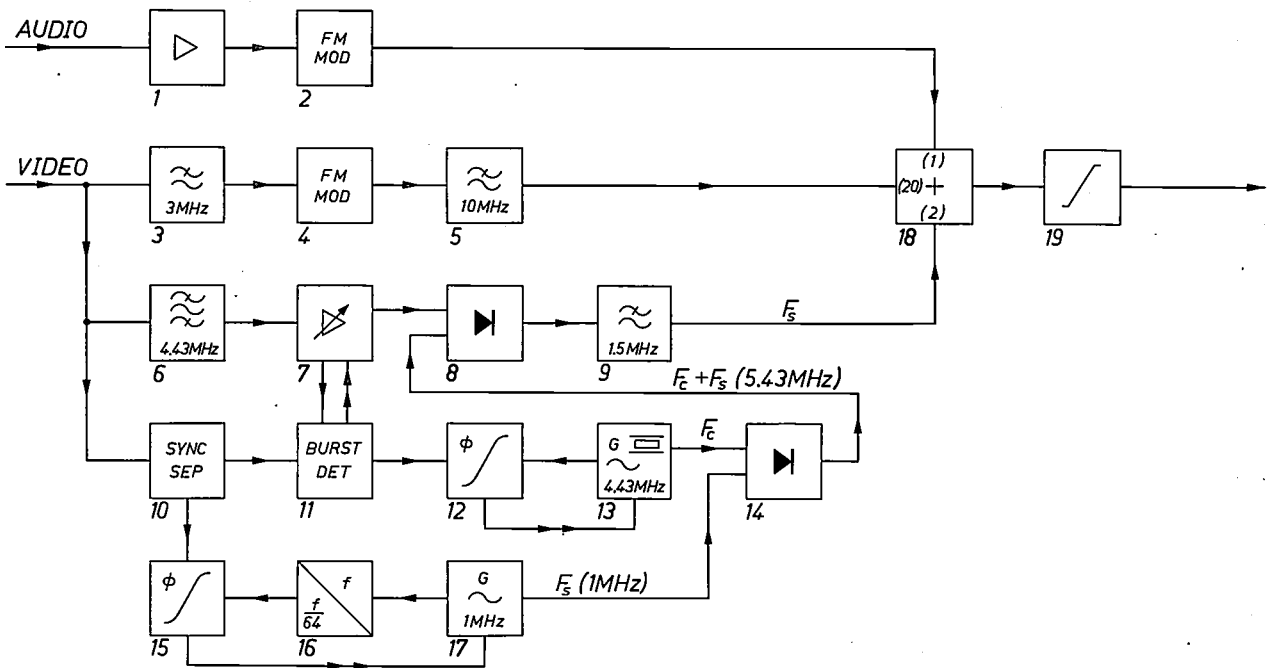 AUDIO
FM
MOD
1
2
VIDEO
3MHz
FM
MOD
10MHz
(1)
(20) +
(2)
3
4
5
18
19
4.43MHz
1.5MHz
Fs
6
7
8
9
Fc + Fs (5.43MHz)
SYNC
SEP
BURST
DET
φ
G
4.43MHz
Fc
10
11
12
13
14
φ
f
f/64
G
1MHz
Fs (1MHz)
15
16
17